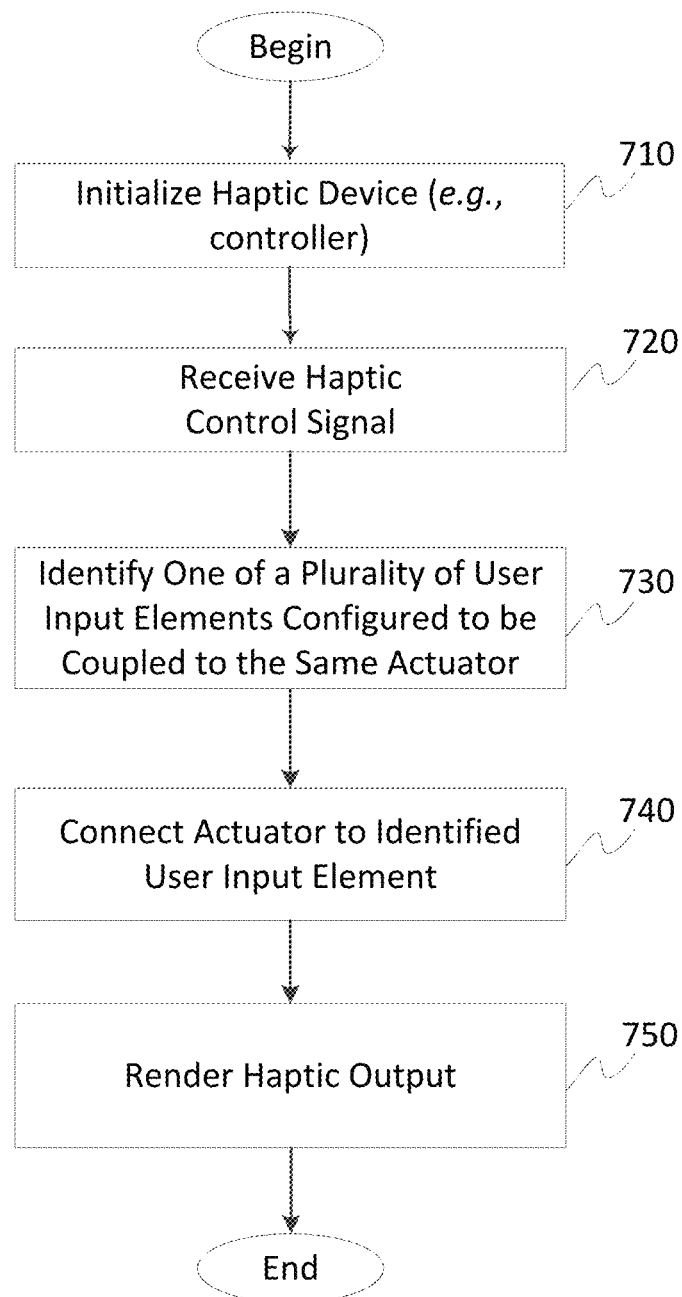 Begin
710
Initialize Haptic Device (e.g.,
controller)
720
Receive Haptic
Control Signal
730
Identify One of a Plurality of User
Input Elements Configured to be
Coupled to the Same Actuator
740
Connect Actuator to Identified
User Input Element
750
Render Haptic Output
End